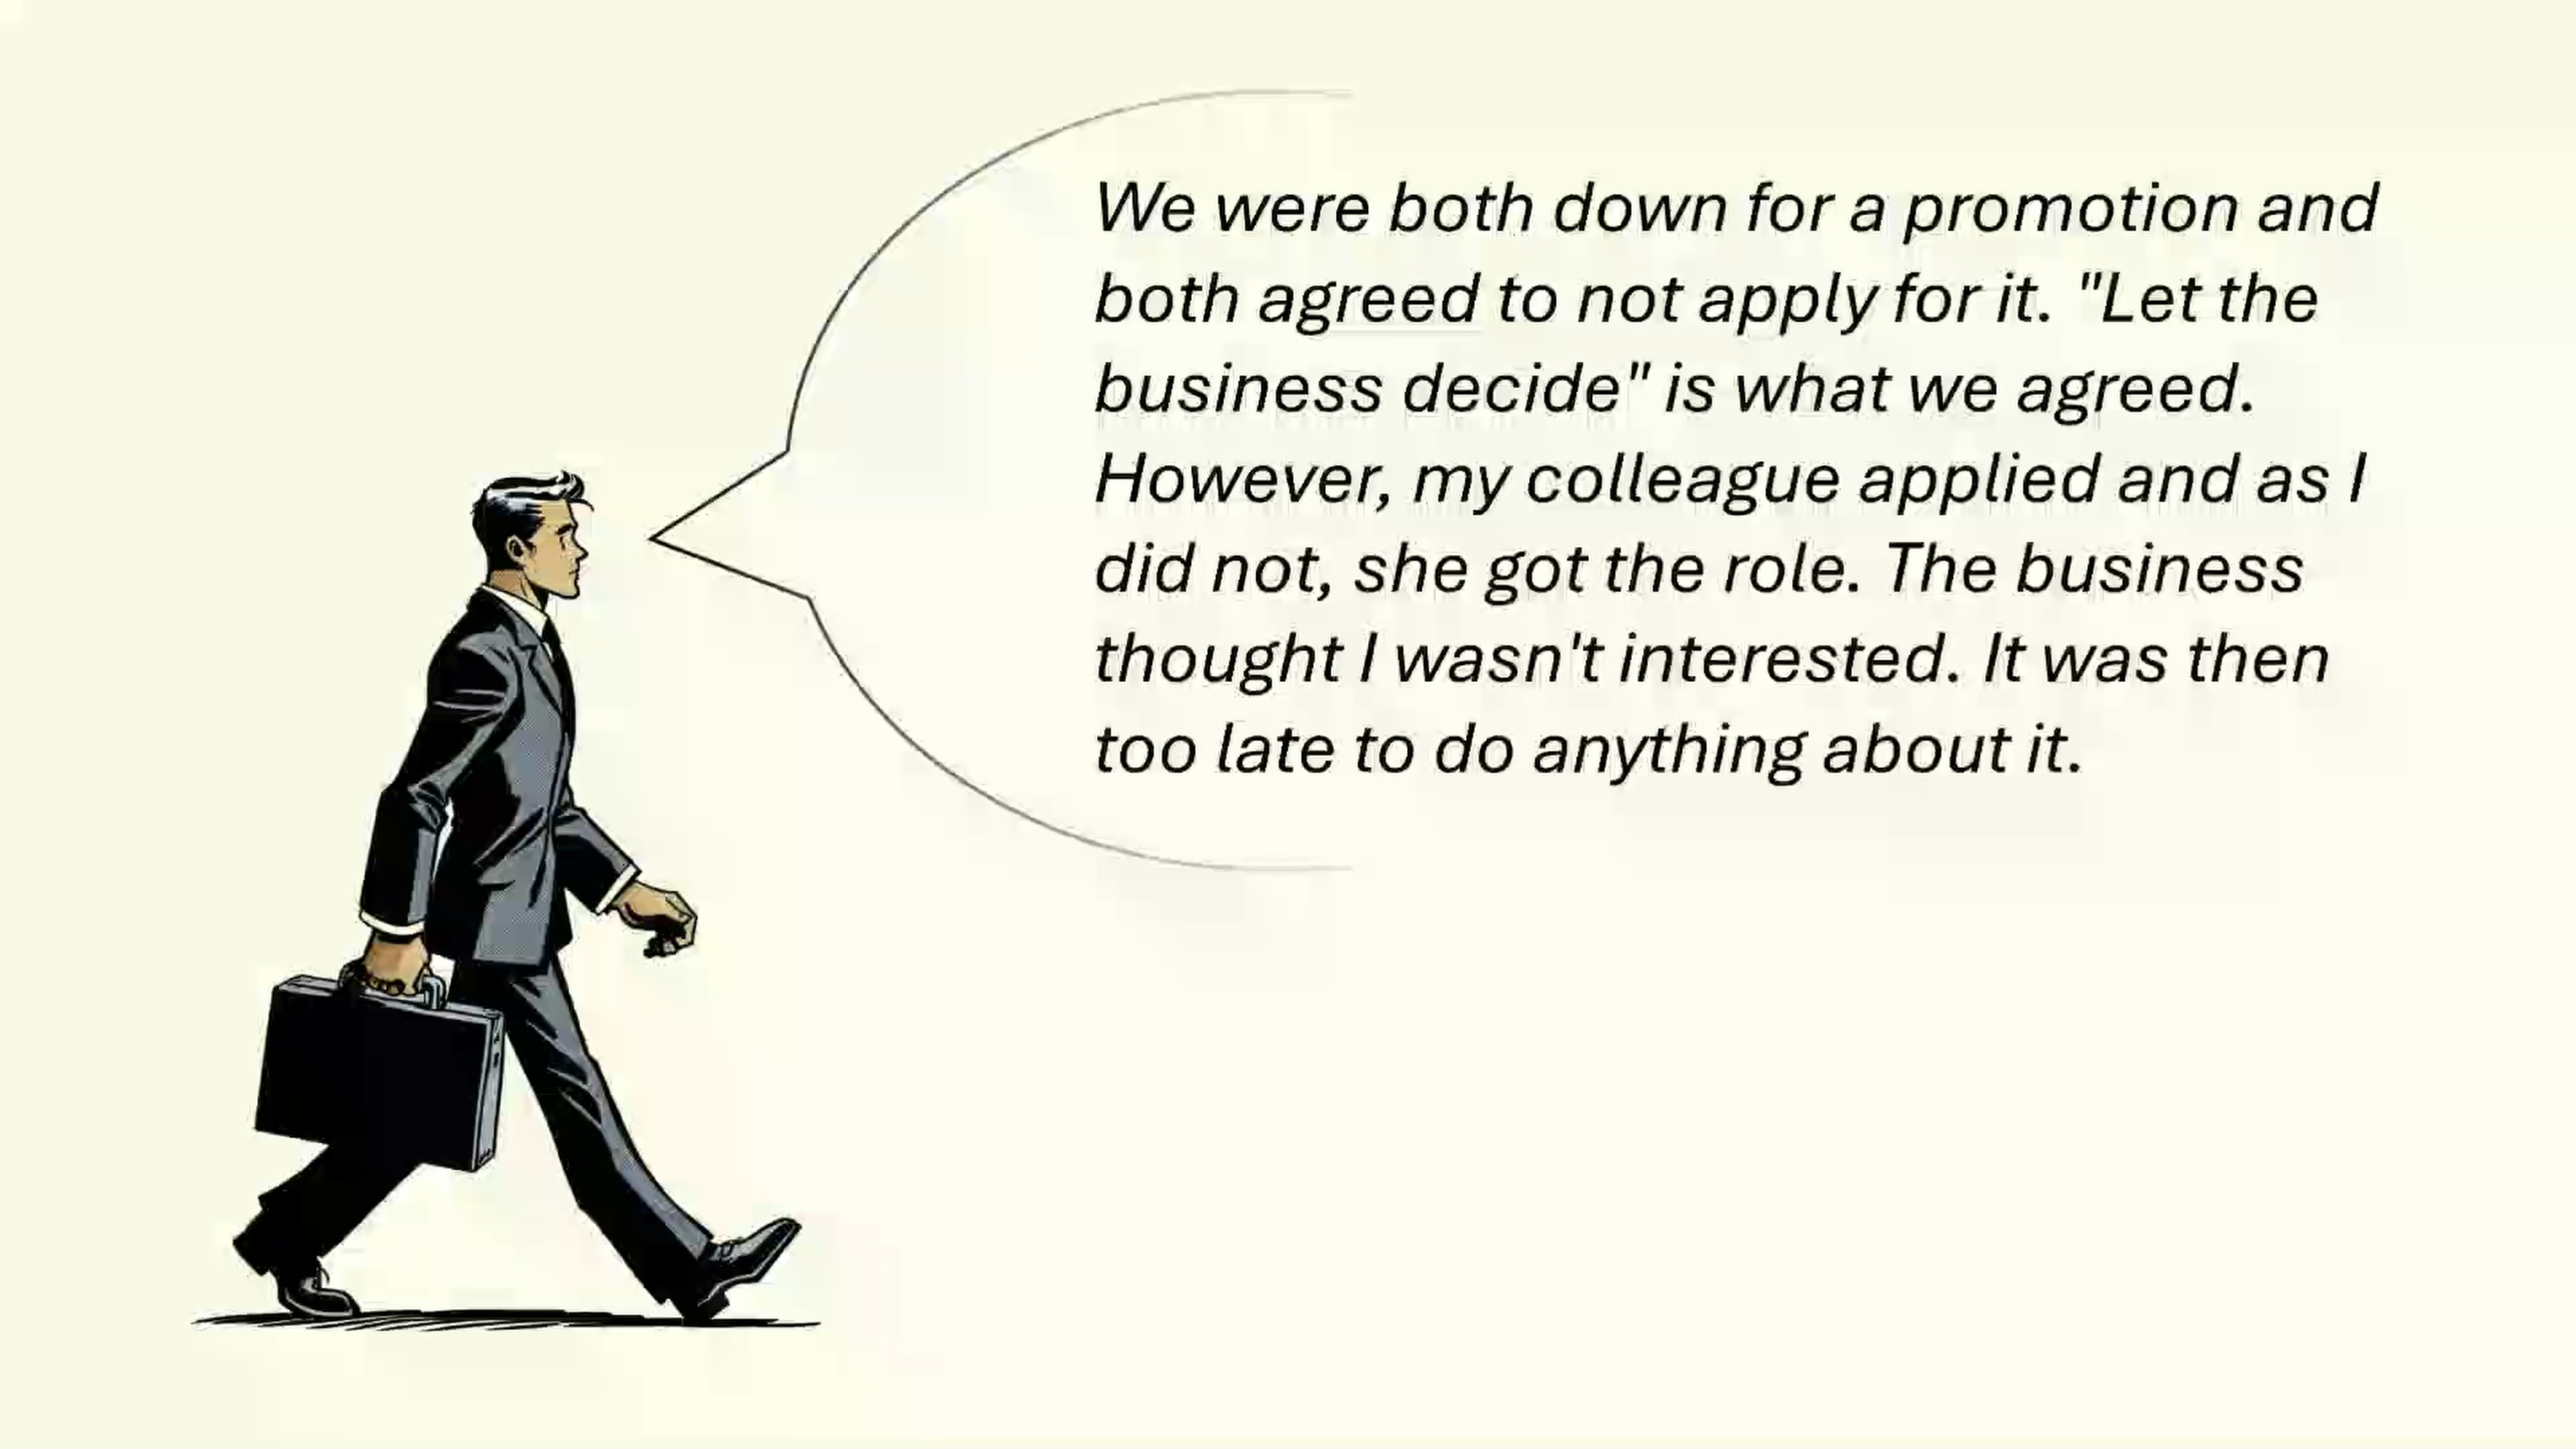 We were both down for a promotion and
both agreed to not apply for it. "Let the
business decide" is what we agreed.
However, my colleague applied and as I
did not, she got the role. The business
thought I wasn't interested. It was then
too late to do anything about it.